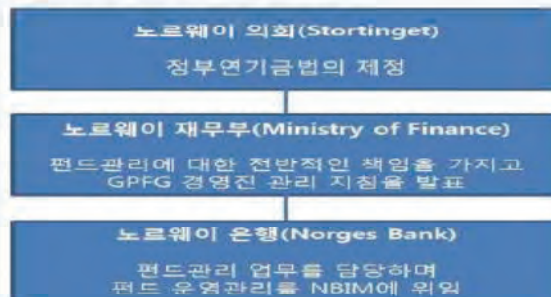 노르웨이 의회(Stortinget)
정부연기금법의 제정
노르웨이 재무부(Ministry of Finance)
펀드관리에 대한 전반적인 책임을 가지고
GPFG 경영진 관리 지침을 발표
노르웨이 은행(Norges Bank)
펀드관리 업무를 담당하며
펀드 운영관리를 NBIM에 위임